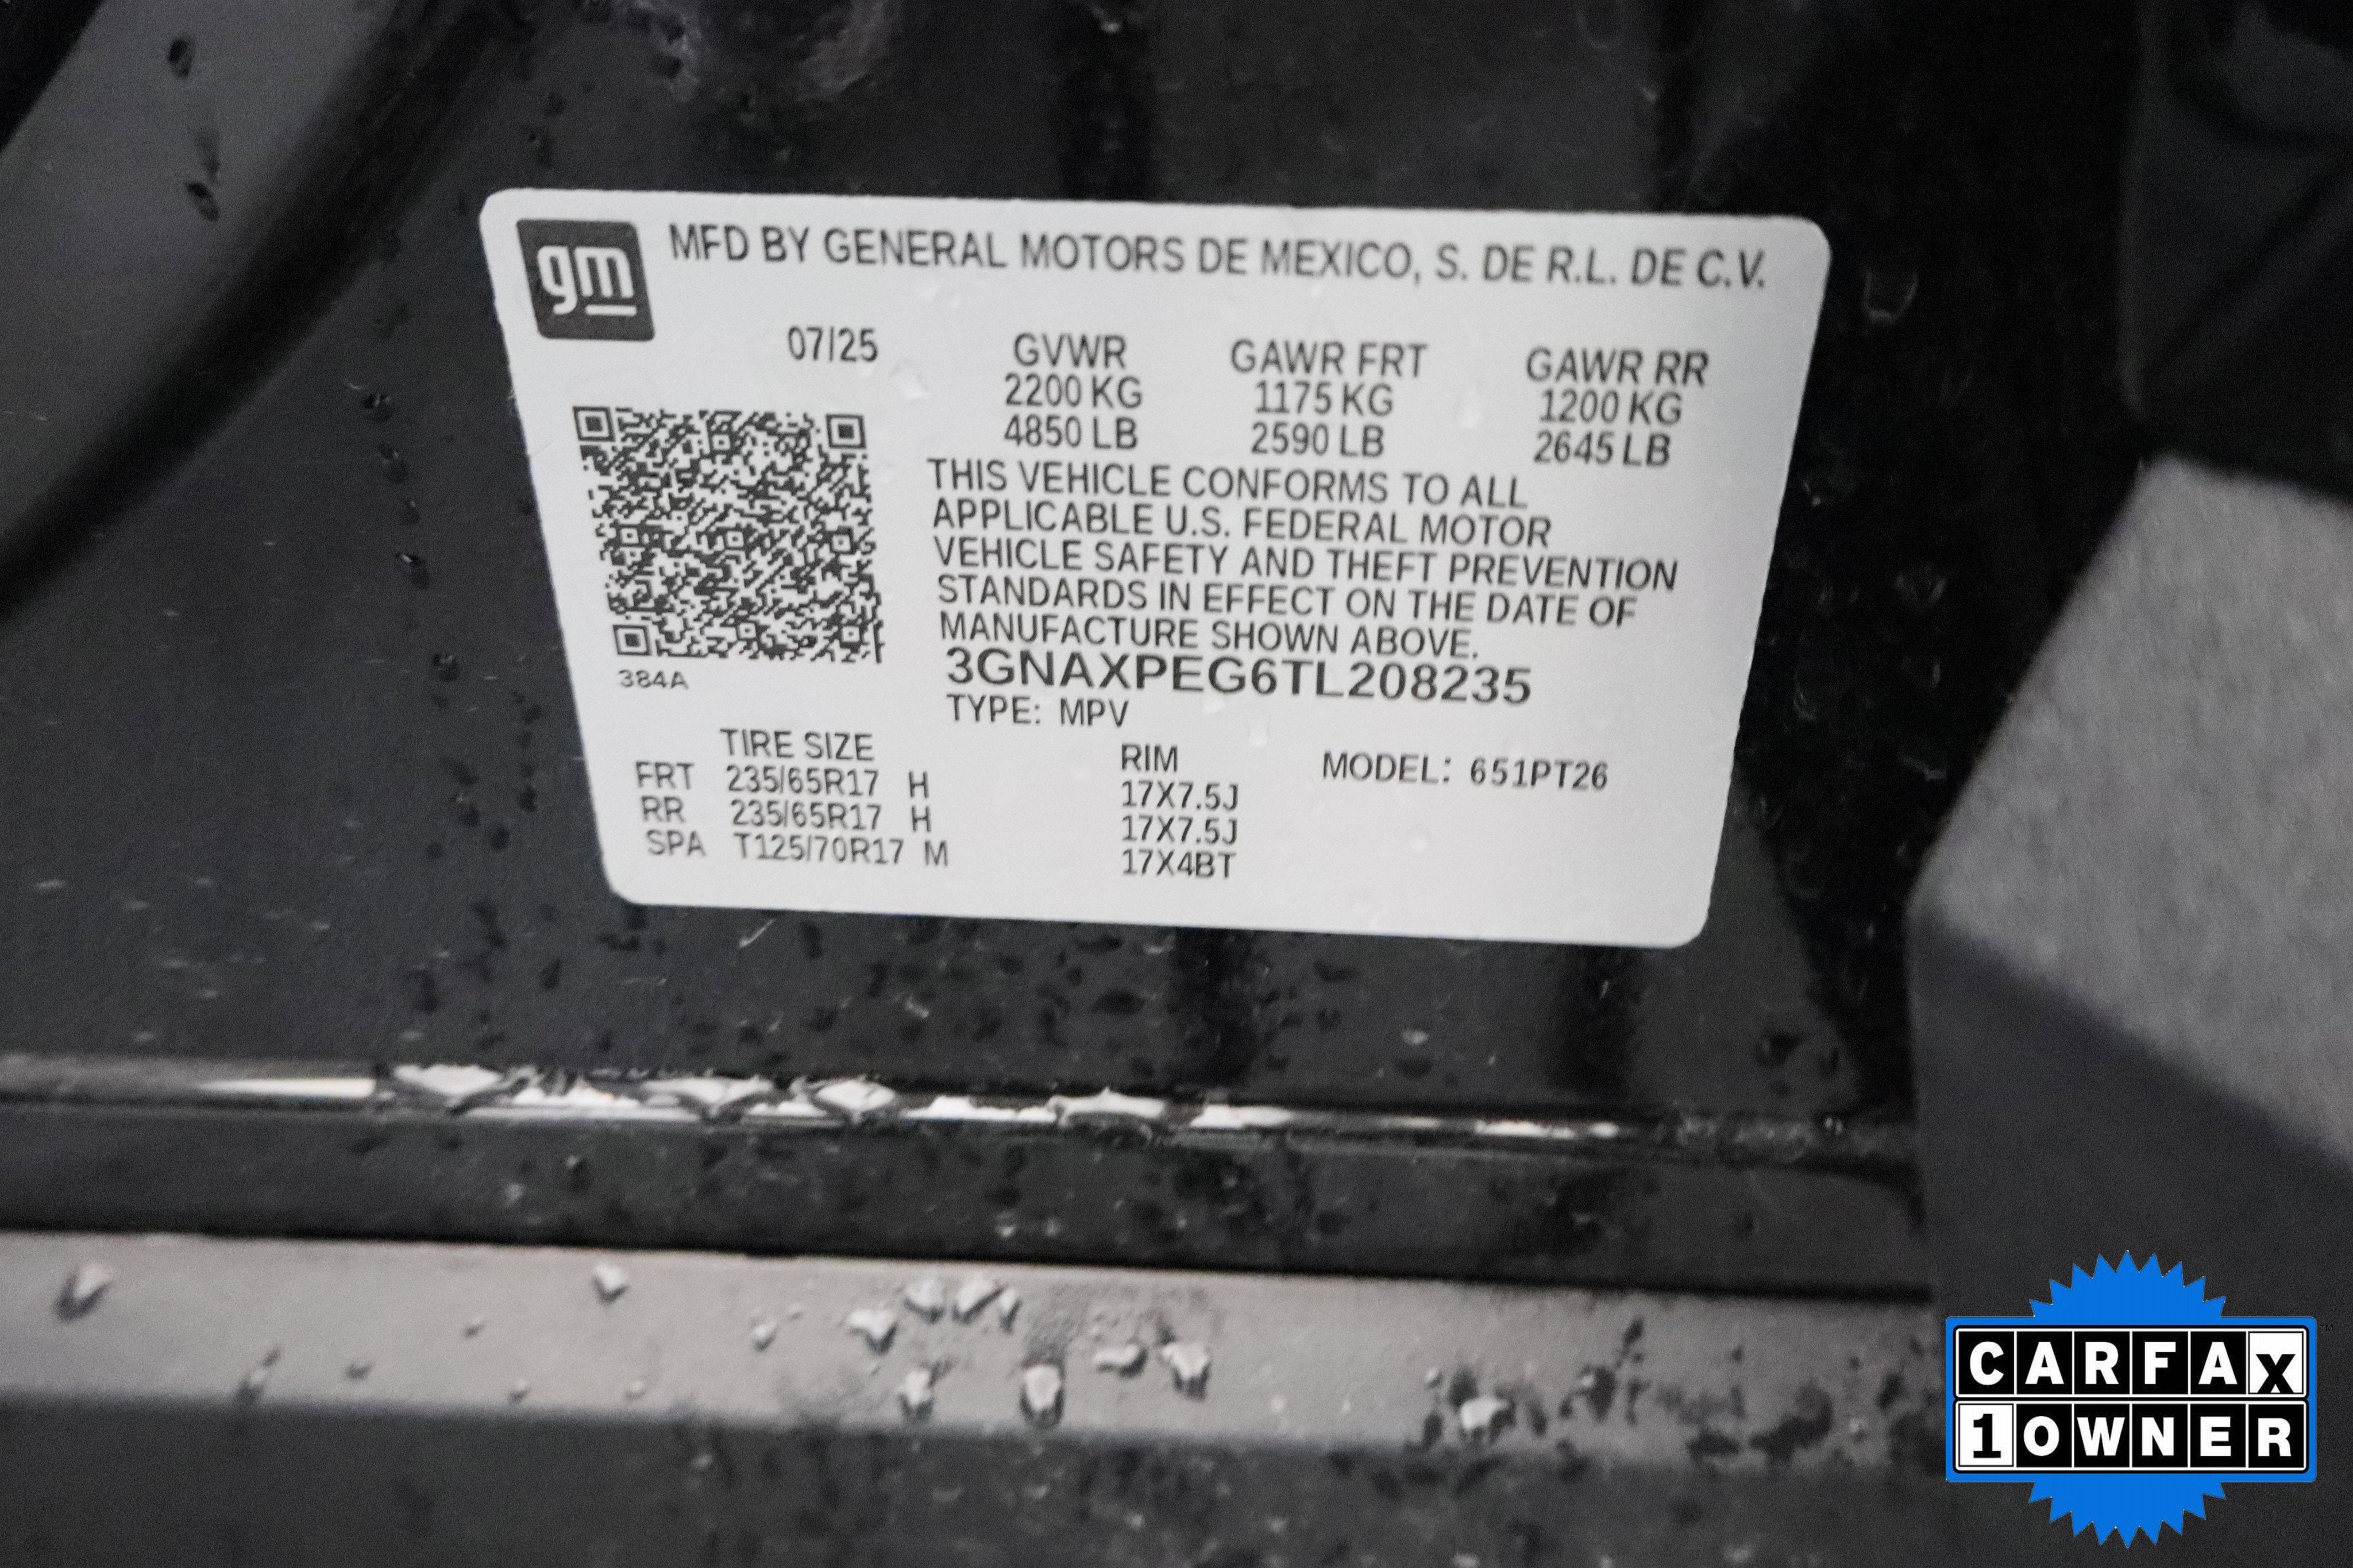 gm
MFD BY GENERAL MOTORS DE MEXICO, S. DE R.L. DE C.V.
07/25 GVWR GAWR FRT GAWR RR
2200 KG 1175 KG 1200 KG
4850 LB 2590 LB 2645 LB
THIS VEHICLE CONFORMS TO ALL
APPLICABLE U.S. FEDERAL MOTOR
VEHICLE SAFETY AND THEFT PREVENTION
STANDARDS IN EFFECT ON THE DATE OF
MANUFACTURE SHOWN ABOVE.
384A
3GNAXPEG6TL208235
TYPE: MPV
TIRE SIZE RIM MODEL: 651PT26
FRT 235/65R17 H 17X7.5J
RR 235/65R17 H 17X7.5J
SPA T125/70R17 M 17X4BT
CARFAX
1 OWNER